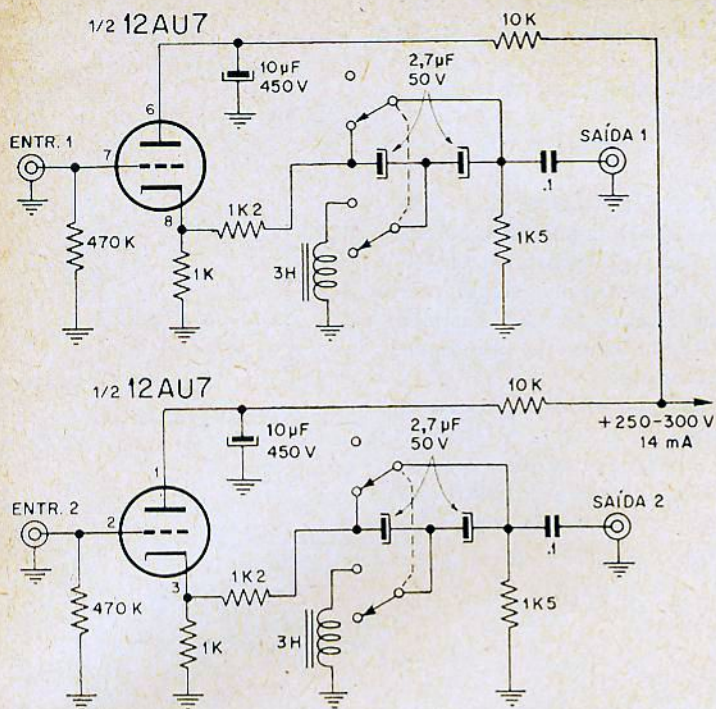 1/2 12AU7
10K
10µF
450V
2,7µF
50V
ENTR. 1
6
7
8
SAÍDA 1
.1
1K2
470K
1K
3H
1K5
1/2 12AU7
10K
+250-300V
14 mA
10µF
450V
2,7µF
50V
ENTR. 2
1
2
3
SAÍDA 2
.1
1K2
470K
1K
3H
1K5